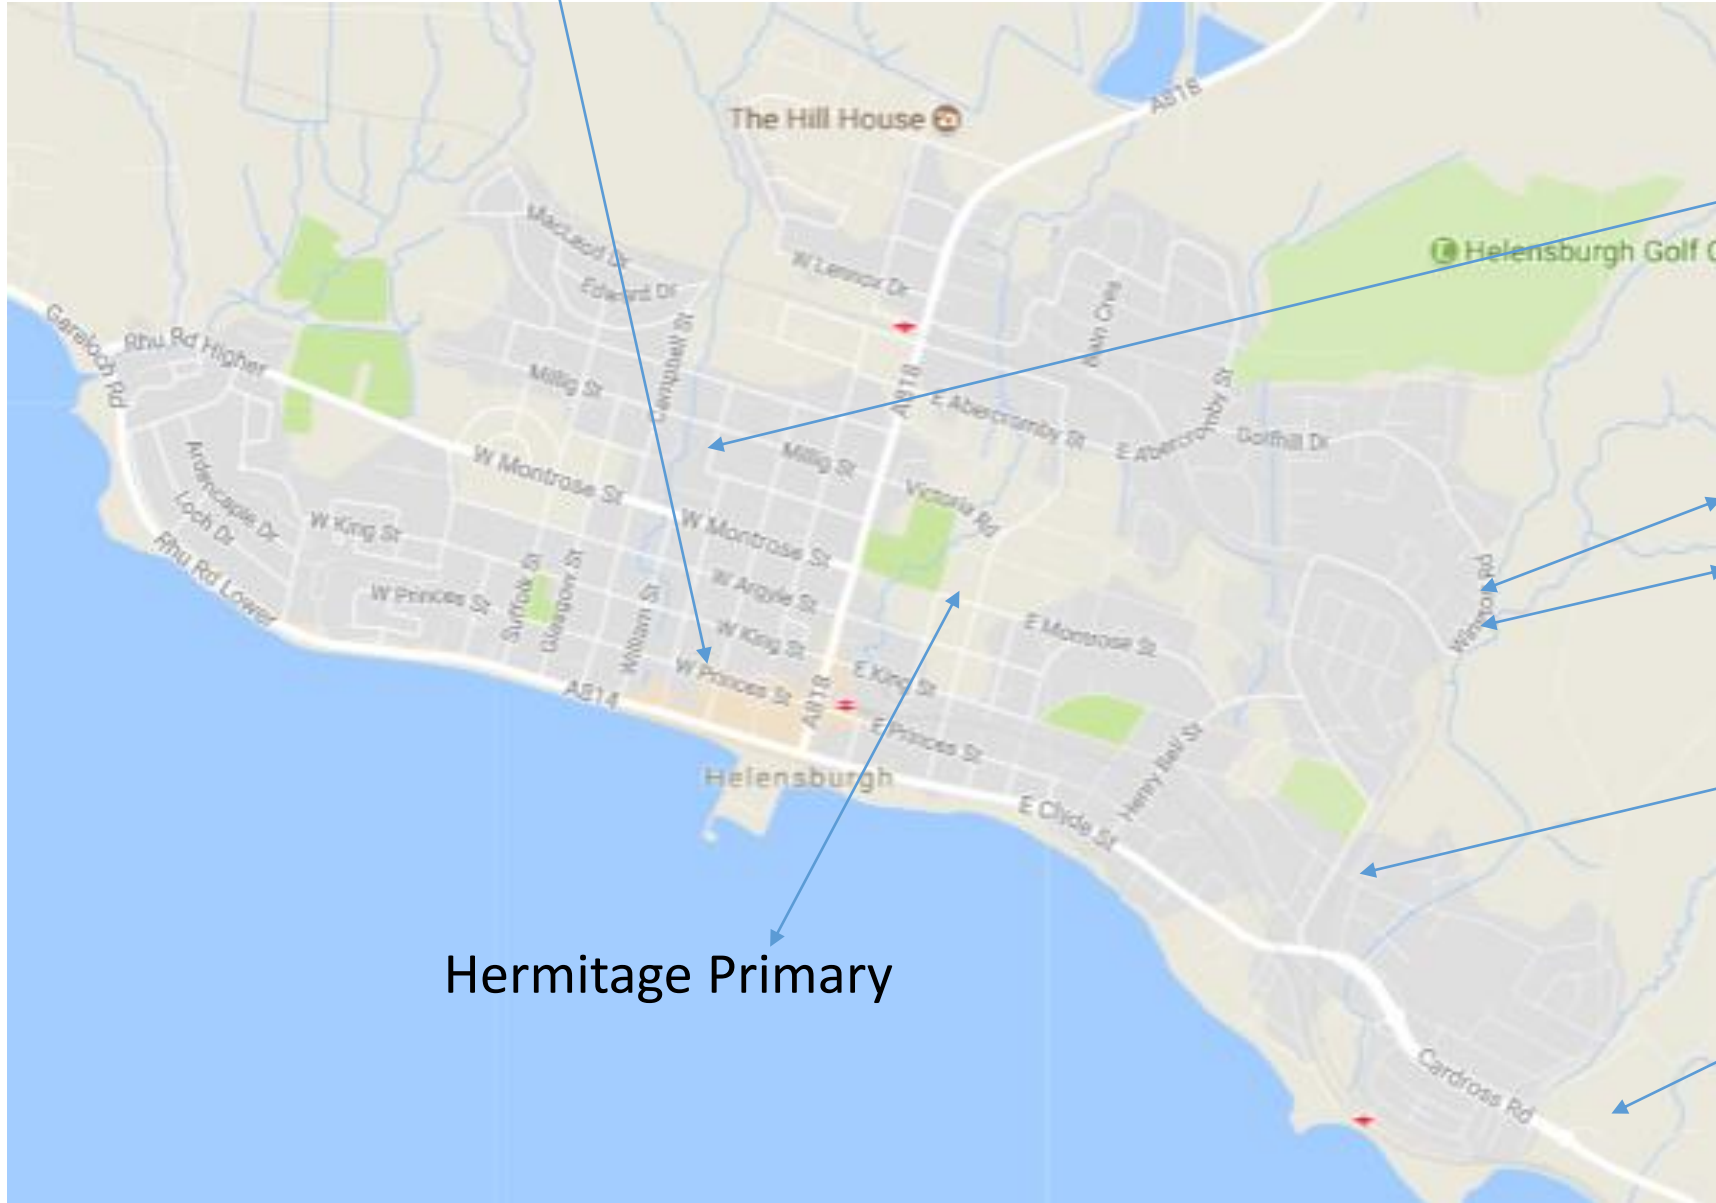 A818
The Hill House
Helensburgh Golf C
MacLeod Dr
W Lennox Dr
Edward Dr
Gareloch Rd
Rhu Rd Higher
Campbell St
Millig St
A818
E Abercromby St
E Abercromby St
Golfhill Dr
Millig St
W Montrose St
Victoria Rd
Ardencaple Dr
Loch Dr
W King St
W Montrose St
Rhu Rd Lower
W Princes St
Suffolk St
Glasgow St
William St
W Argyle St
W King St
E Montrose St
Winston Rd
W Princes St
E King St
A814
A818
E Princes St
Henry Bell St
Helensburgh
E Clyde St
Hermitage Primary
Cardross Rd